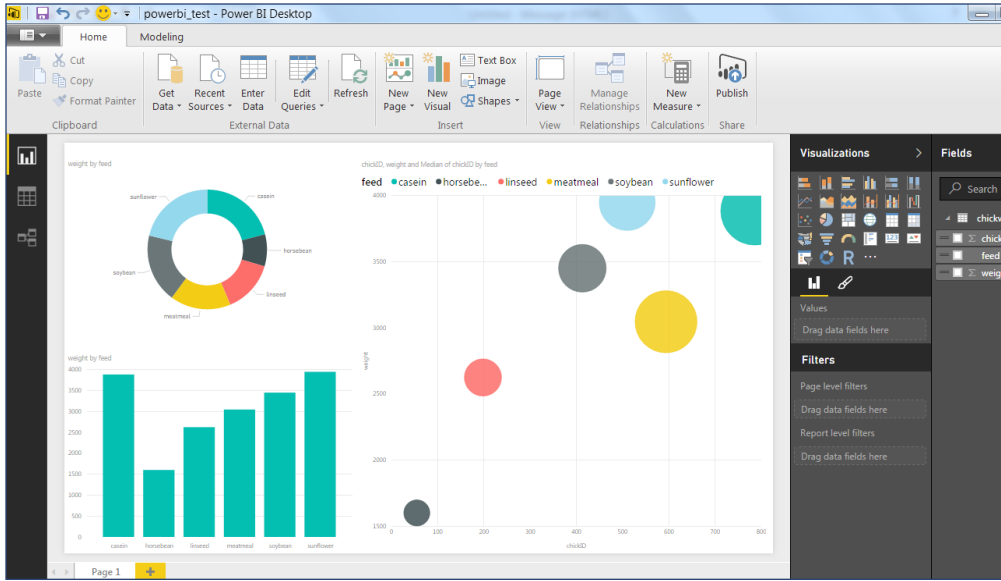 powerbi_test - Power BI Desktop
Home Modeling
Paste
Cut
Copy
Format Painter
Clipboard
Get Data
Recent Sources
Enter Data
Edit Queries
External Data
Refresh
New Page
New Visual
Text Box
Image
Shapes
Insert
Page View
View
Manage Relationships
Relationships
New Measure
Calculations
Publish
Share
weight by feed
sunflower
casein
horsebean
soybean
linseed
meatmeal
weight by feed
4000
3500
3000
2500
2000
1500
1000
500
0
casein horsebean linseed meatmeal soybean sunflower
chickID, weight and Median of chickID by feed
feed casein horsebe... linseed meatmeal soybean sunflower
4000
3500
3000
2500
2000
1500
weight
0 100 200 300 400 500 600 700 800
chickID
Visualizations
R
123
Values
Drag data fields here
Filters
Page level filters
Drag data fields here
Report level filters
Drag data fields here
Fields
Search
chickw
Σ chick
feed
Σ weig
Page 1